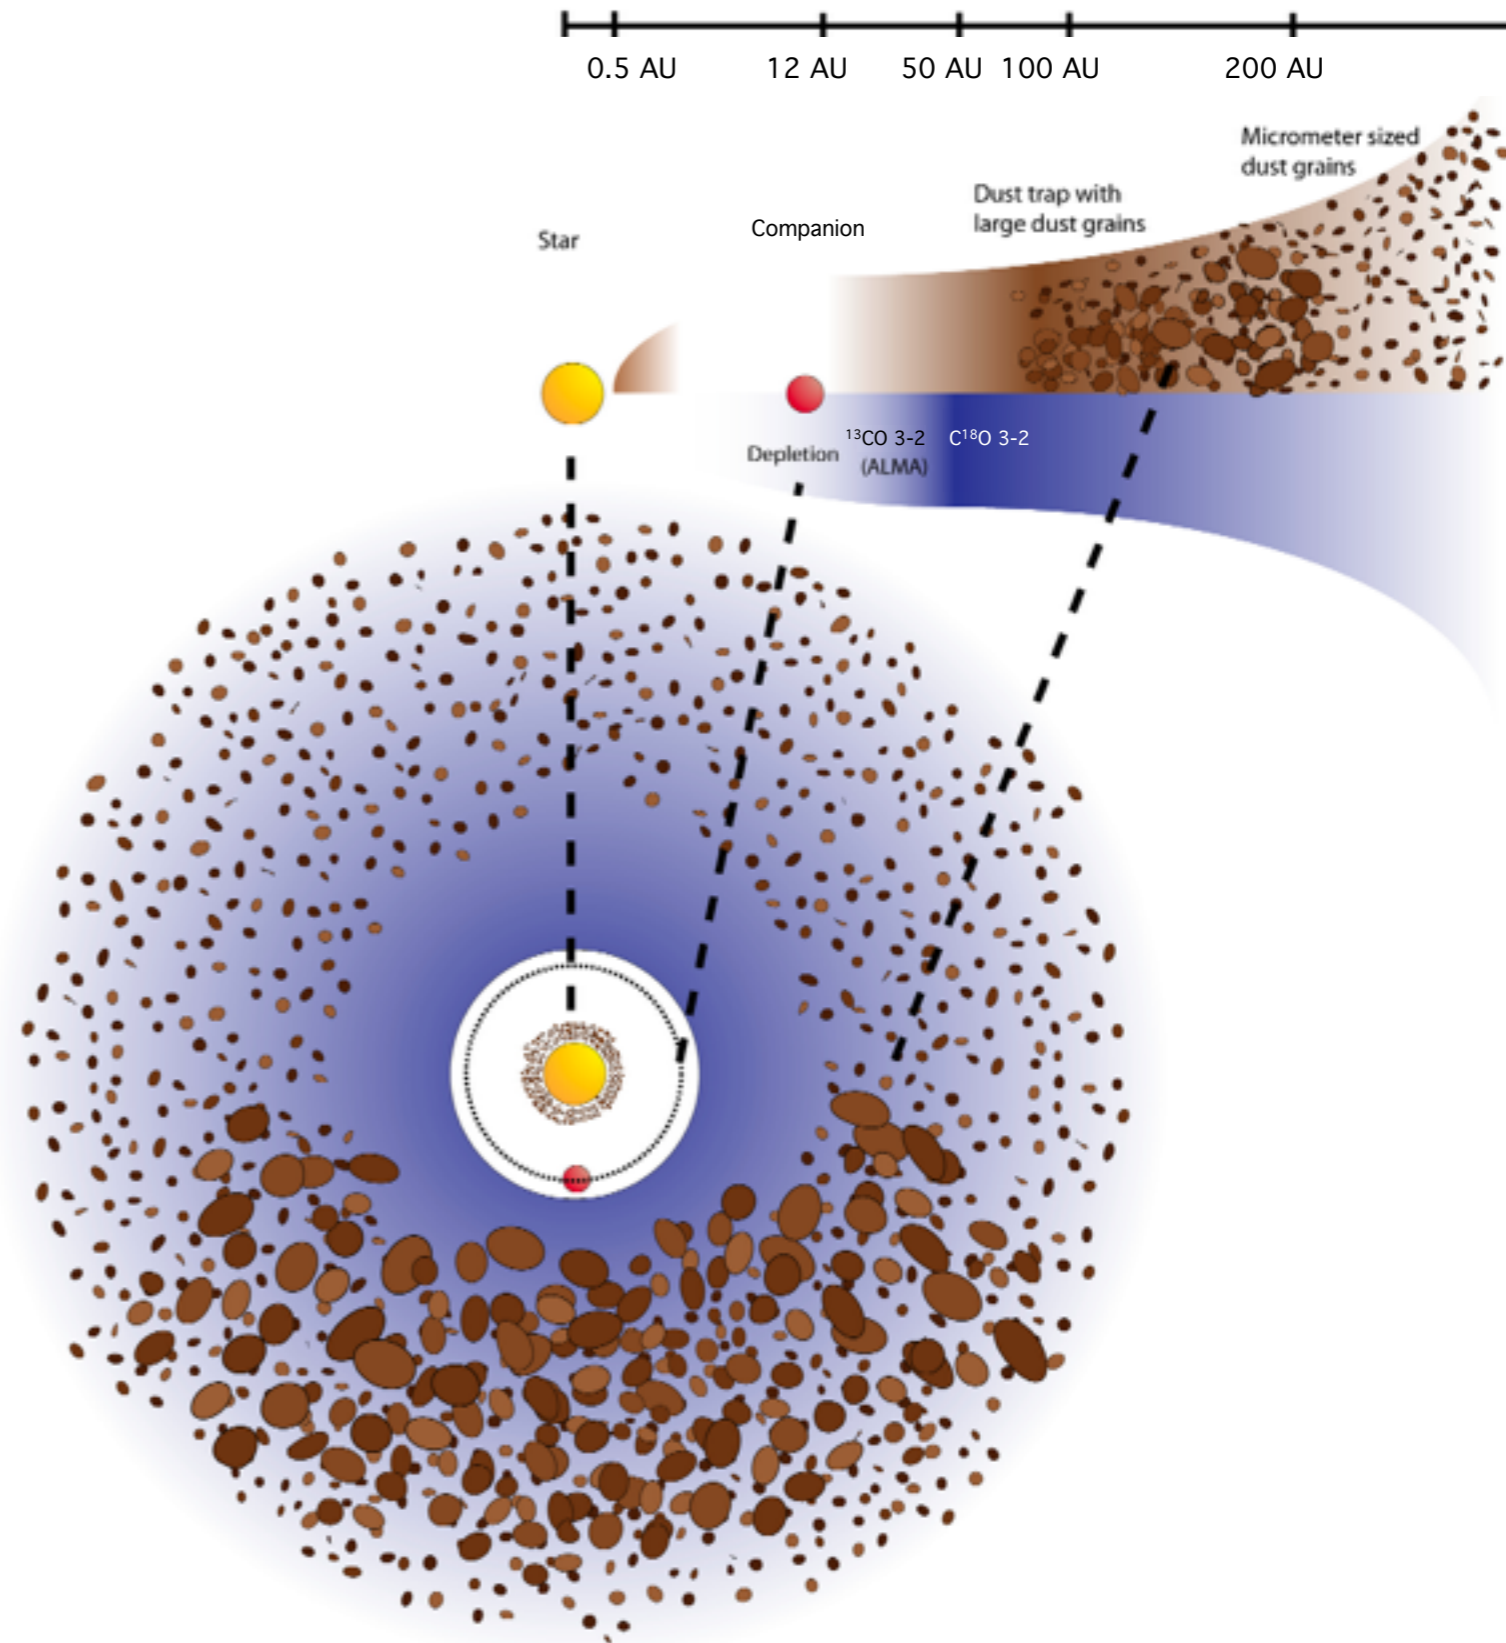 0.5 AU 12 AU 50 AU 100 AU 200 AU
Micrometer sized
dust grains
Dust trap with
large dust grains
Companion
Star
¹³CO 3-2 C¹⁸O 3-2
Depletion
(ALMA)